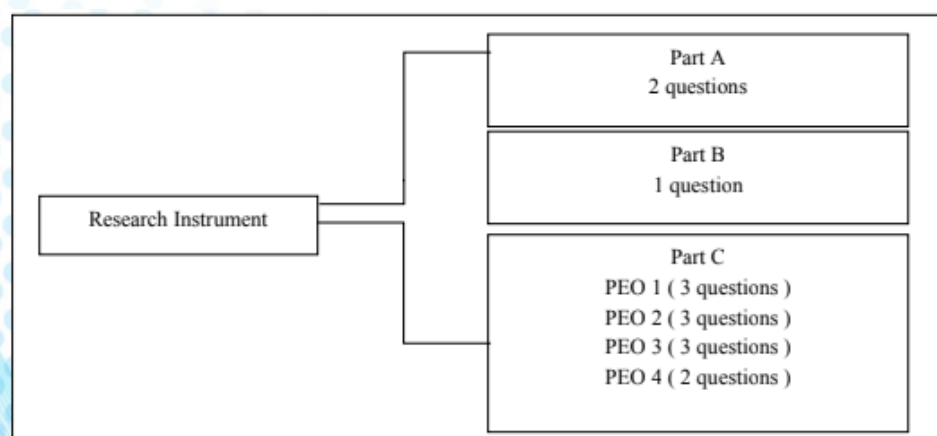 Research Instrument
Part A
2 questions
Part B
1 question
Part C
PEO 1 ( 3 questions )
PEO 2 ( 3 questions )
PEO 3 ( 3 questions )
PEO 4 ( 2 questions )